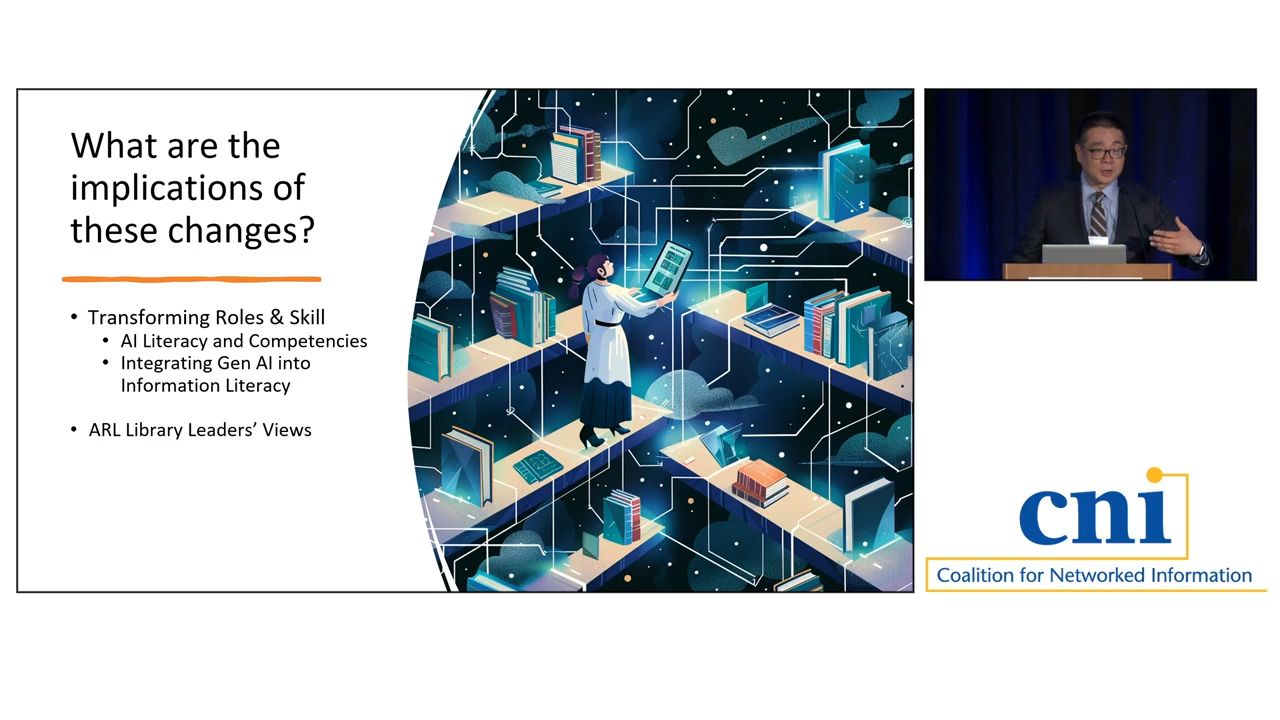 What are the
implications of
these changes?
• Transforming Roles & Skill
• AI Literacy and Competencies
• Integrating Gen AI into
Information Literacy
• ARL Library Leaders’ Views
cni
Coalition for Networked Information